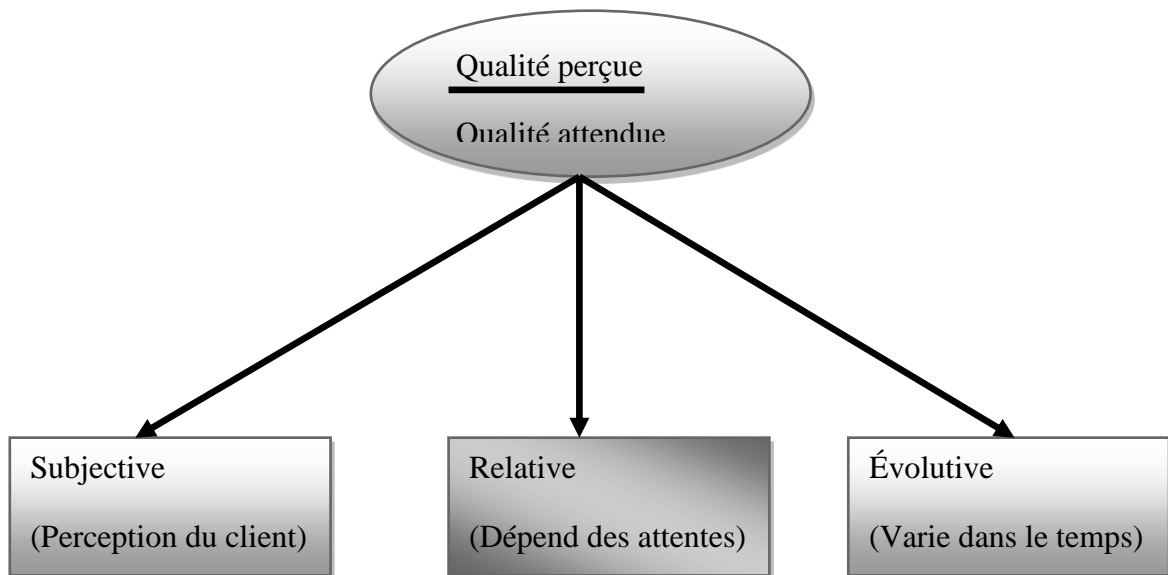 Qualité perçue
Qualité attendue
Subjective
(Perception du client)
Relative
(Dépend des attentes)
Évolutive
(Varie dans le temps)